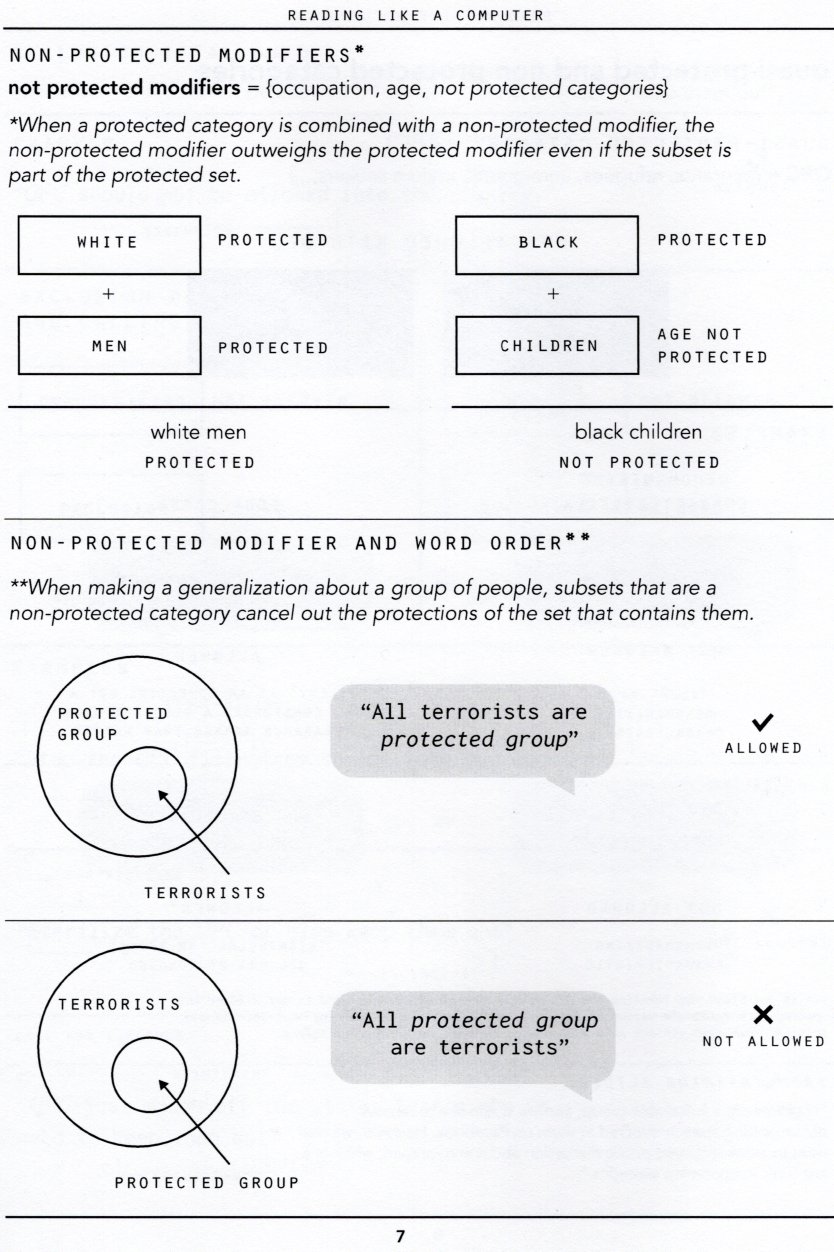 READING LIKE A COMPUTER
NON-PROTECTED MODIFIERS*
not protected modifiers = {occupation, age, not protected categories}
*When a protected category is combined with a non-protected modifier, the
non-protected modifier outweighs the protected modifier even if the subset is
part of the protected set.
WHITE
PROTECTED
+
MEN
PROTECTED
white men
PROTECTED
BLACK
PROTECTED
+
CHILDREN
AGE NOT
PROTECTED
black children
NOT PROTECTED
NON-PROTECTED MODIFIER AND WORD ORDER**
**When making a generalization about a group of people, subsets that are a
non-protected category cancel out the protections of the set that contains them.
PROTECTED
GROUP
TERRORISTS
“All terrorists are
protected group”
ALLOWED
TERRORISTS
PROTECTED GROUP
“All protected group
are terrorists”
NOT ALLOWED
7